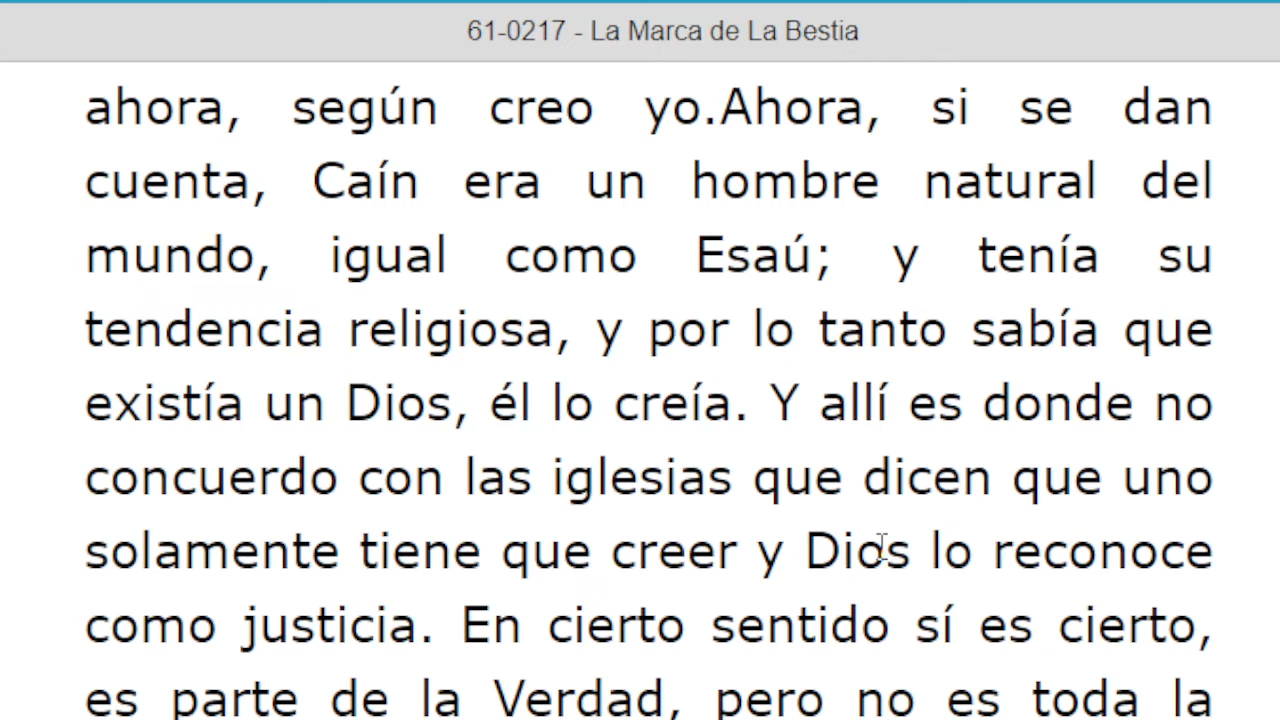 61-0217 - La Marca de La Bestia
ahora, según creo yo.Ahora, si se dan
cuenta, Caín era un hombre natural del
mundo, igual como Esaú; y tenía su
tendencia religiosa, y por lo tanto sabía que
existía un Dios, él lo creía. Y allí es donde no
concuerdo con las iglesias que dicen que uno
solamente tiene que creer y Dios lo reconoce
como justicia. En cierto sentido sí es cierto,
es parte de la Verdad, pero no es toda la